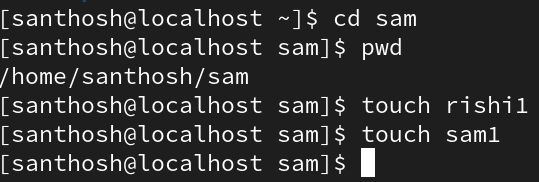 [santhosh@localhost ~]$ cd sam
[santhosh@localhost sam]$ pwd
/home/santhosh/sam
[santhosh@localhost sam]$ touch rishi1
[santhosh@localhost sam]$ touch sam1
[santhosh@localhost sam]$